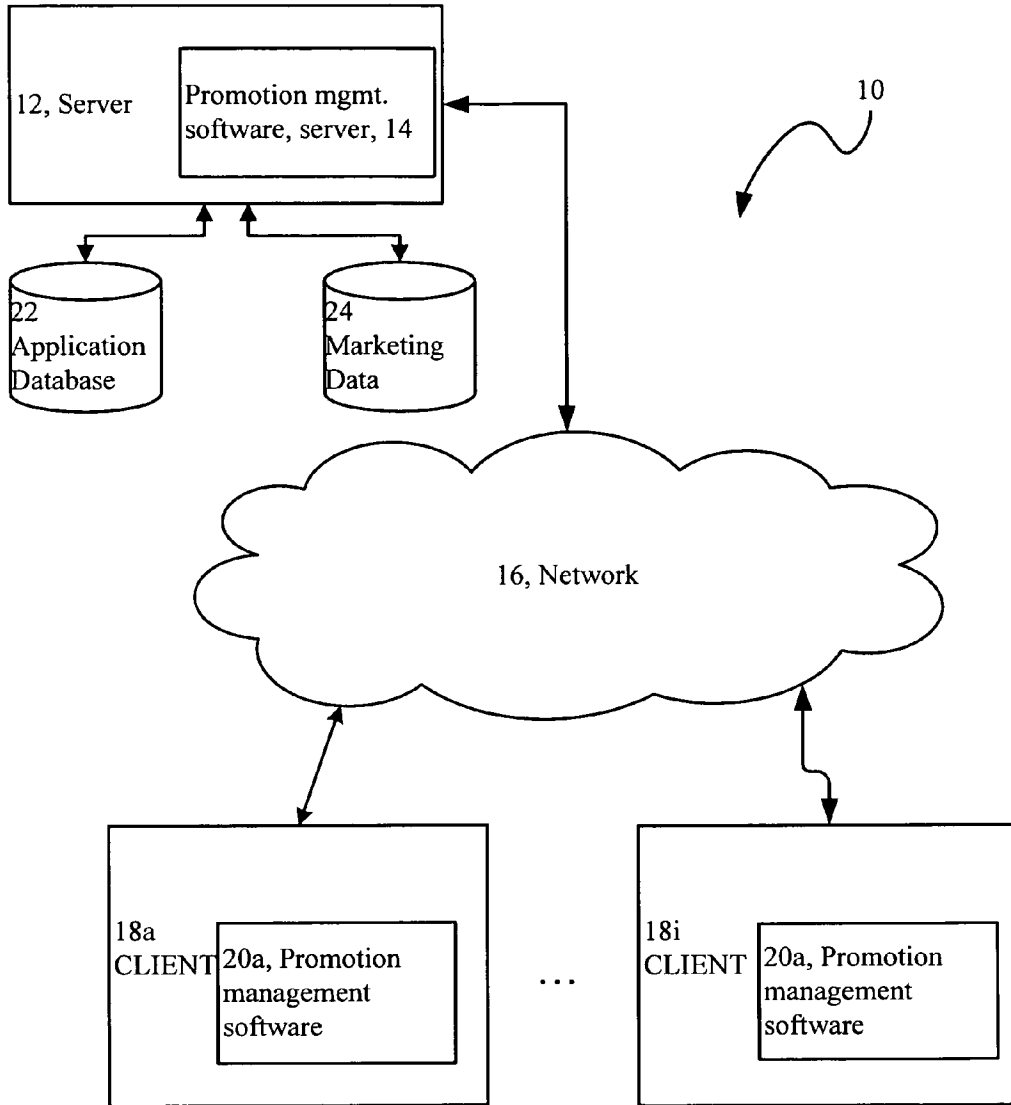 12, Server
Promotion mgmt.
software, server, 14
10
22
Application
Database
24
Marketing
Data
16, Network
18a
CLIENT
20a, Promotion
management
software
...
18i
CLIENT
20a, Promotion
management
software